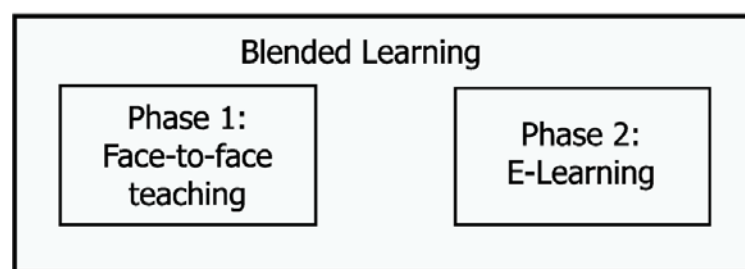 Blended Learning
Phase 1:
Face-to-face
teaching
Phase 2:
E-Learning